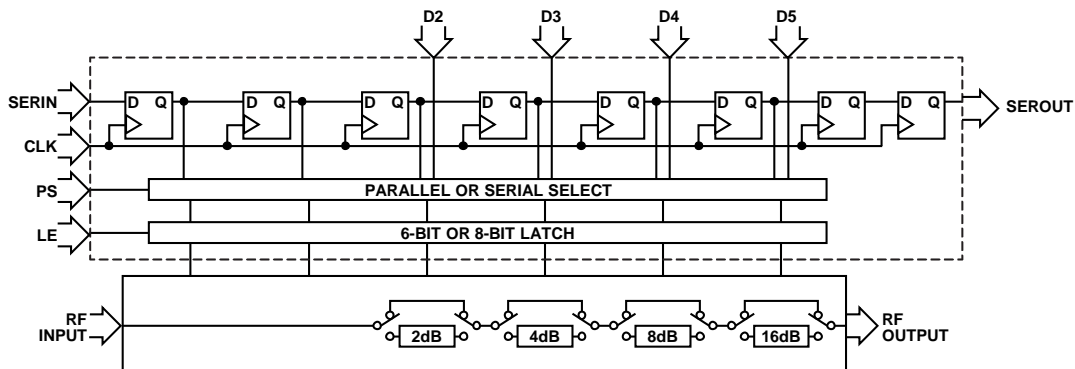 D2 D3 D4 D5
D Q D Q D Q D Q D Q D Q D Q D Q
SERIN
SEROUT
CLK
PS
PARALLEL OR SERIAL SELECT
LE
6-BIT OR 8-BIT LATCH
RF
INPUT
2dB 4dB 8dB 16dB
RF
OUTPUT